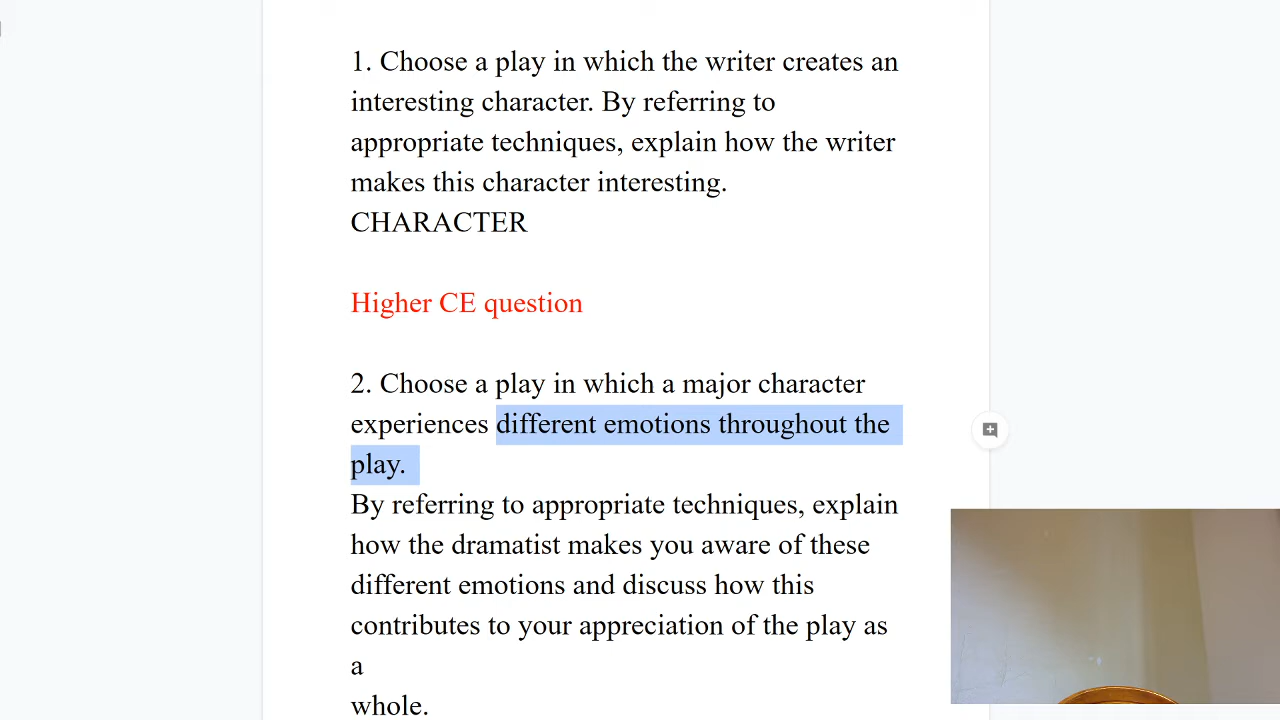 1. Choose a play in which the writer creates an
interesting character. By referring to
appropriate techniques, explain how the writer
makes this character interesting.
CHARACTER
Higher CE question
2. Choose a play in which a major character
experiences different emotions throughout the
play.
By referring to appropriate techniques, explain
how the dramatist makes you aware of these
different emotions and discuss how this
contributes to your appreciation of the play as
a
whole.